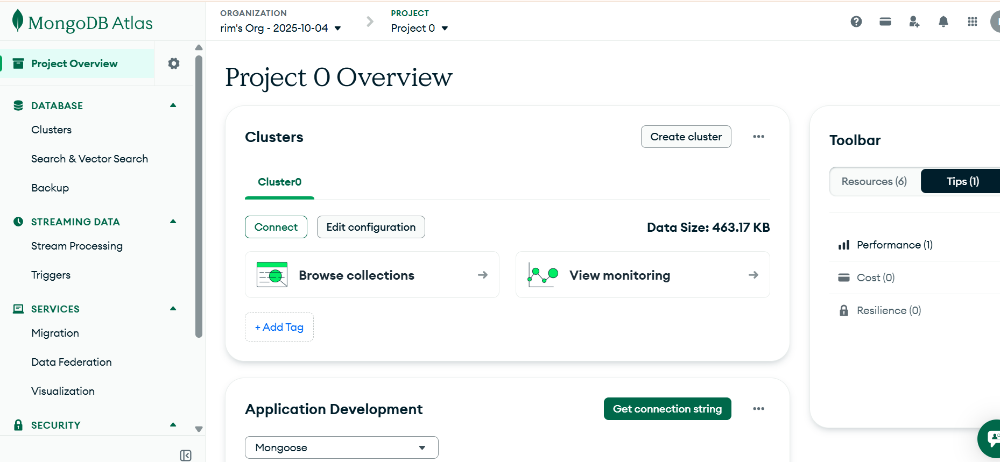 MongoDB Atlas
ORGANIZATION
rim's Org - 2025-10-04
PROJECT
Project 0
Project Overview
DATABASE
Clusters
Search & Vector Search
Backup
STREAMING DATA
Stream Processing
Triggers
SERVICES
Migration
Data Federation
Visualization
SECURITY
Project 0 Overview
Clusters
Create cluster
Cluster0
Connect
Edit configuration
Data Size: 463.17 KB
Browse collections
View monitoring
+ Add Tag
Application Development
Get connection string
Mongoose
Toolbar
Resources (6)
Tips (1)
Performance (1)
Cost (0)
Resilience (0)